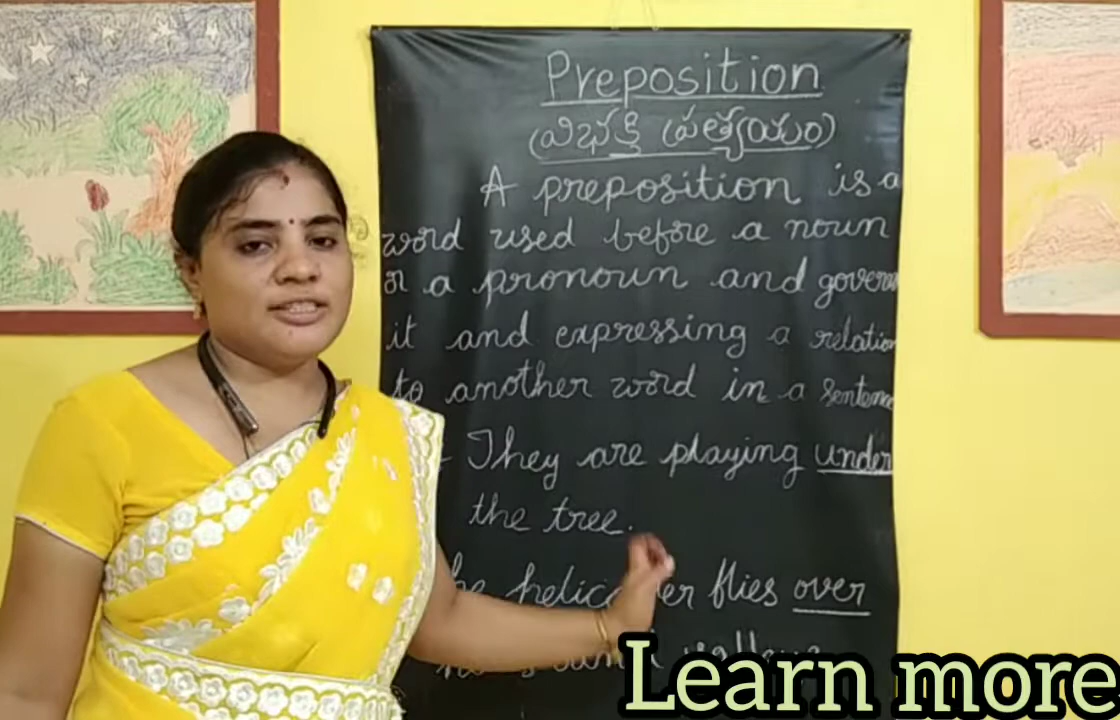 Preposition
(విభక్తి ప్రత్యయం)
A preposition is a
word used before a noun
or a pronoun and govern
it and expressing a relation
to another word in a sentence
They are playing under
the tree.
flies over
Learn more